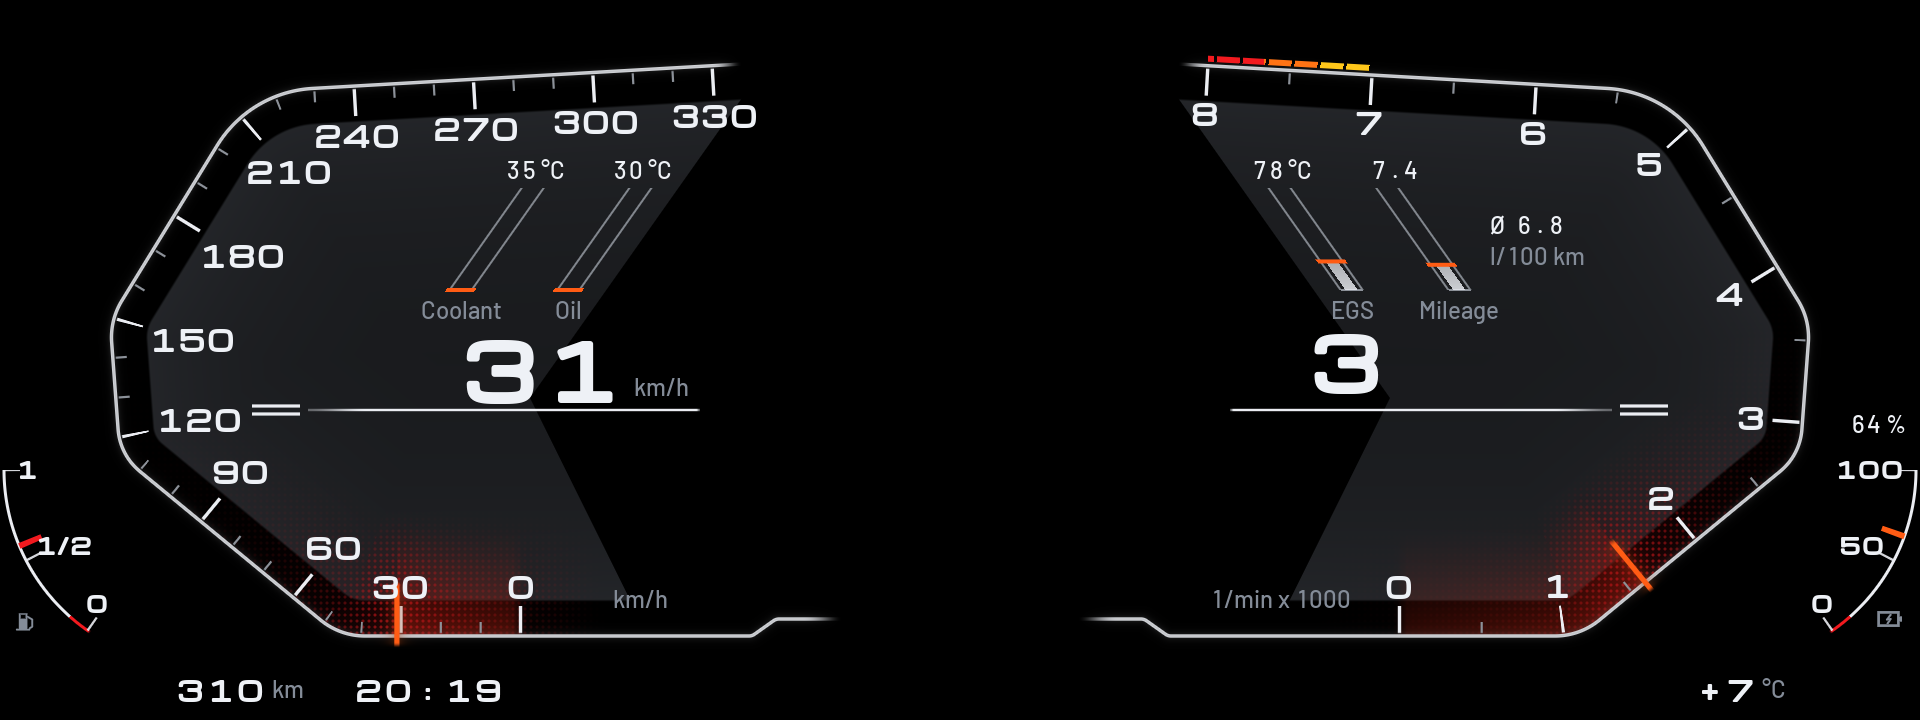 240 270 300 330
210
180
150
120
90
60
30 0 km/h
35°C 30°C
Coolant Oil
31 km/h
1
1/2
0
310 km 20:19
8 7 6
5
4
3
2
1/min x 1000 0 1
78°C 7.4
Ø 6.8
l/100 km
EGS Mileage
3
64 %
100
50
0
+7 °C